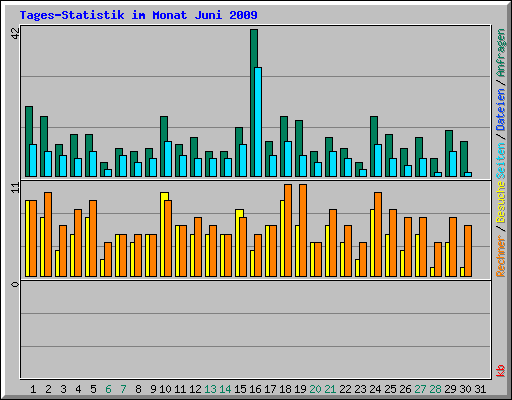 Tages-Statistik im Monat Juni 2009
42
11
0
Rechner / Besuche Seiten / Dateien / Anfragen
kb
1 2 3 4 5 6 7 8 9 10 11 12 13 14 15 16 17 18 19 20 21 22 23 24 25 26 27 28 29 30 31